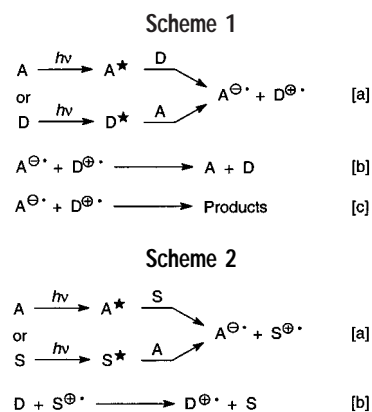 Scheme 1
A hν A★ D
or A⊖• + D⊕• [a]
D hν D★ A
A⊖• + D⊕• A + D [b]
A⊖• + D⊕• Products [c]
Scheme 2
A hν A★ S
or A⊖• + S⊕• [a]
S hν S★ A
D + S⊕• D⊕• + S [b]